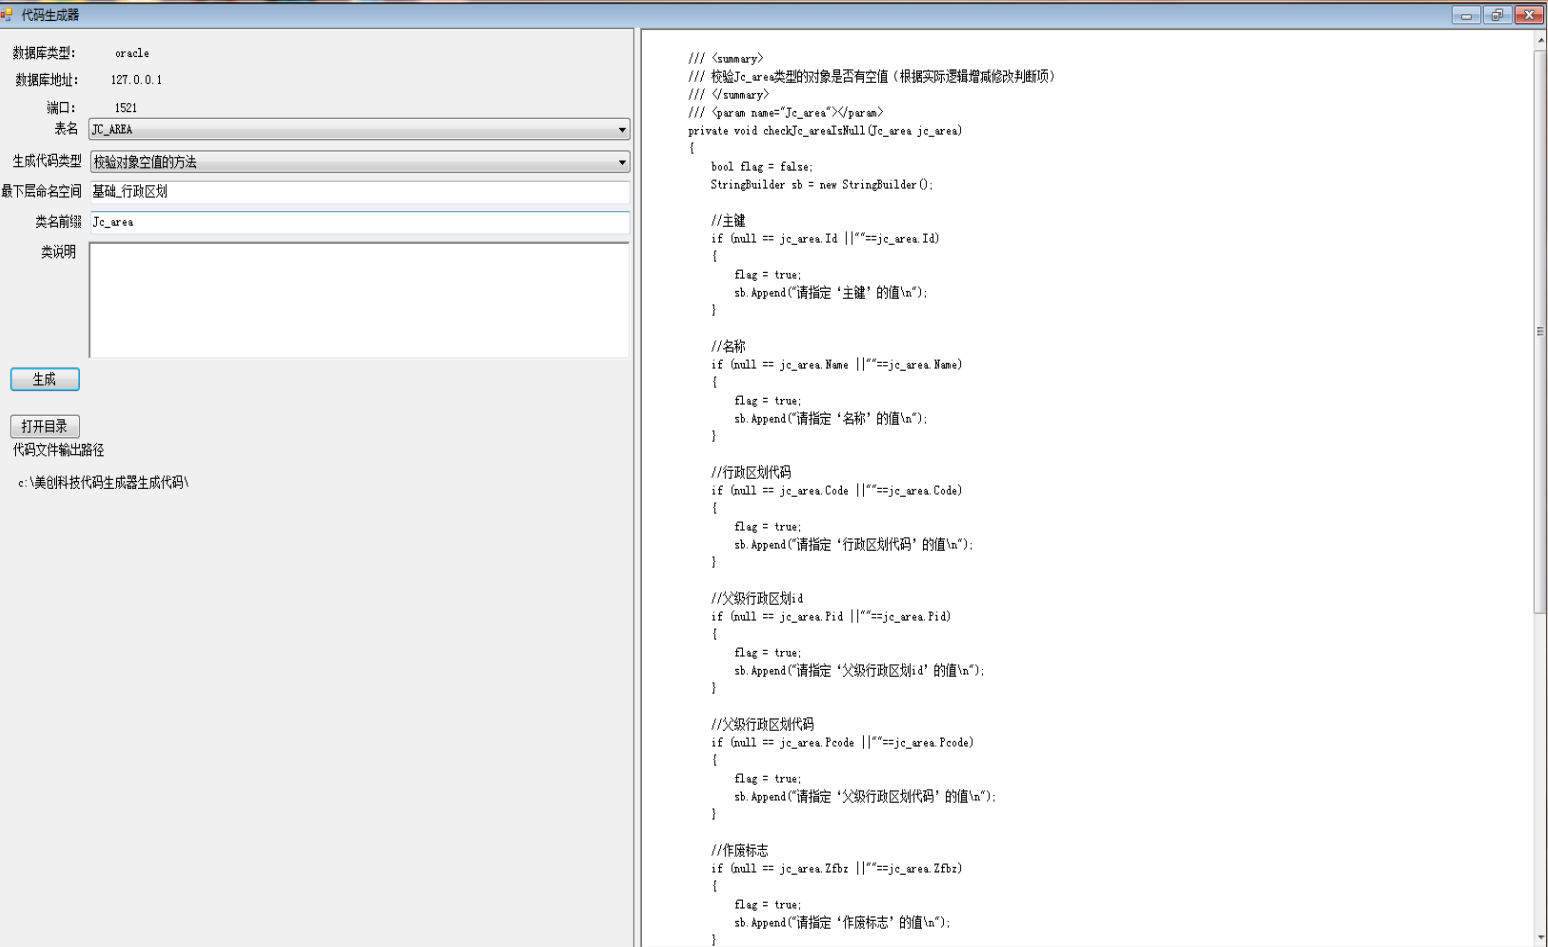 代码生成器
数据库类型: oracle
数据库地址: 127.0.0.1
端口: 1521
表名 JC_AREA
生成代码类型 校验对象空值的方法
最下层命名空间 基础_行政区划
类名前缀 Jc_area
类说明
生成
打开目录
代码文件输出路径
c:\美创科技代码生成器生成代码\
/// <summary>
/// 校验Jc_area类型的对象是否有空值（根据实际逻辑增减修改判断项）
/// </summary>
/// <param name="Jc_area"></param>
private void checkJc_areaIsNull(Jc_area jc_area)
{
bool flag = false;
StringBuilder sb = new StringBuilder();
//主键
if (null == jc_area.Id ||""==jc_area.Id)
{
flag = true;
sb.Append("请指定‘主键’的值\n");
}
//名称
if (null == jc_area.Name ||""==jc_area.Name)
{
flag = true;
sb.Append("请指定‘名称’的值\n");
}
//行政区划代码
if (null == jc_area.Code ||""==jc_area.Code)
{
flag = true;
sb.Append("请指定‘行政区划代码’的值\n");
}
//父级行政区划id
if (null == jc_area.Pid ||""==jc_area.Pid)
{
flag = true;
sb.Append("请指定‘父级行政区划id’的值\n");
}
//父级行政区划代码
if (null == jc_area.Pcode ||""==jc_area.Pcode)
{
flag = true;
sb.Append("请指定‘父级行政区划代码’的值\n");
}
//作废标志
if (null == jc_area.Zfbz ||""==jc_area.Zfbz)
{
flag = true;
sb.Append("请指定‘作废标志’的值\n");
}